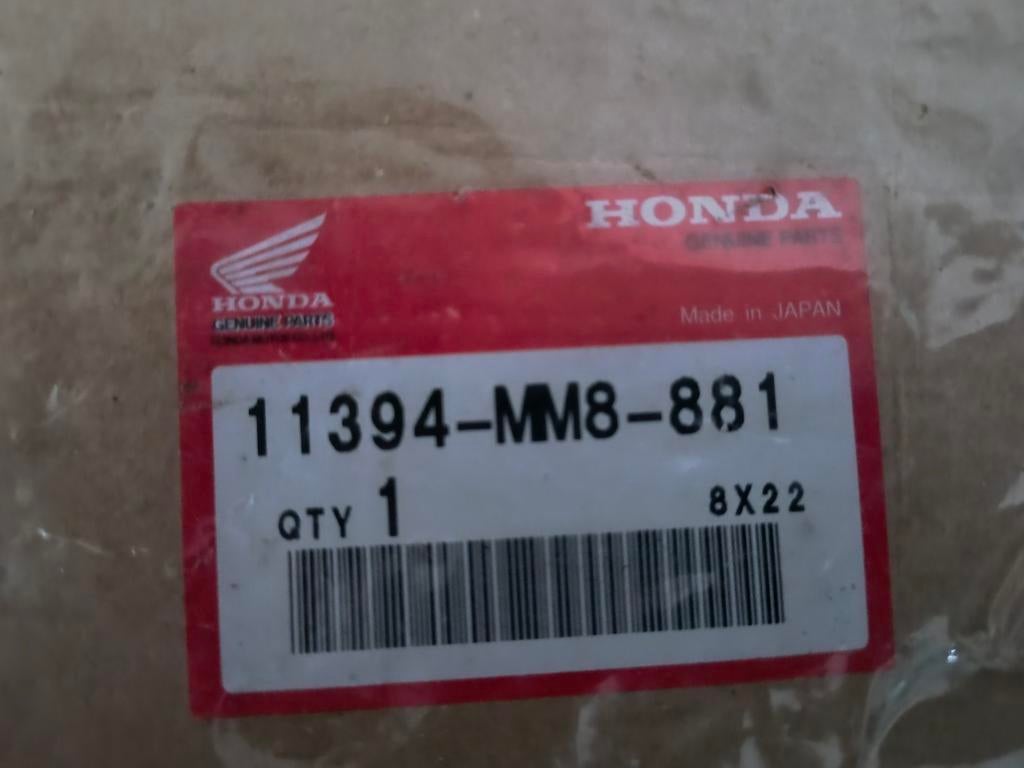 HONDA
GENUINE PARTS
HONDA
GENUINE PARTS
Made in JAPAN
11394-MM8-881
QTY 1
8X22